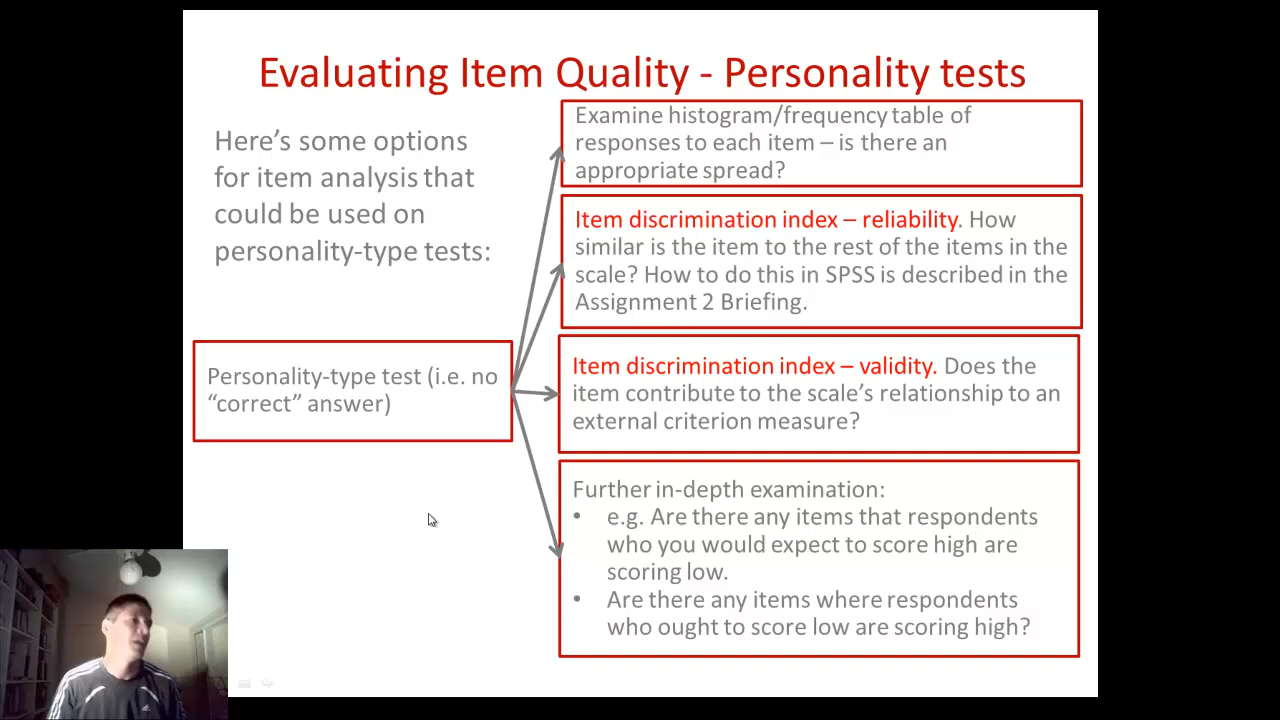 Evaluating Item Quality - Personality tests
Here's some options
for item analysis that
could be used on
personality-type tests:
Personality-type test (i.e. no
“correct” answer)
Examine histogram/frequency table of
responses to each item – is there an
appropriate spread?
Item discrimination index – reliability. How
similar is the item to the rest of the items in the
scale? How to do this in SPSS is described in the
Assignment 2 Briefing.
Item discrimination index – validity. Does the
item contribute to the scale's relationship to an
external criterion measure?
Further in-depth examination:
• e.g. Are there any items that respondents
who you would expect to score high are
scoring low.
• Are there any items where respondents
who ought to score low are scoring high?